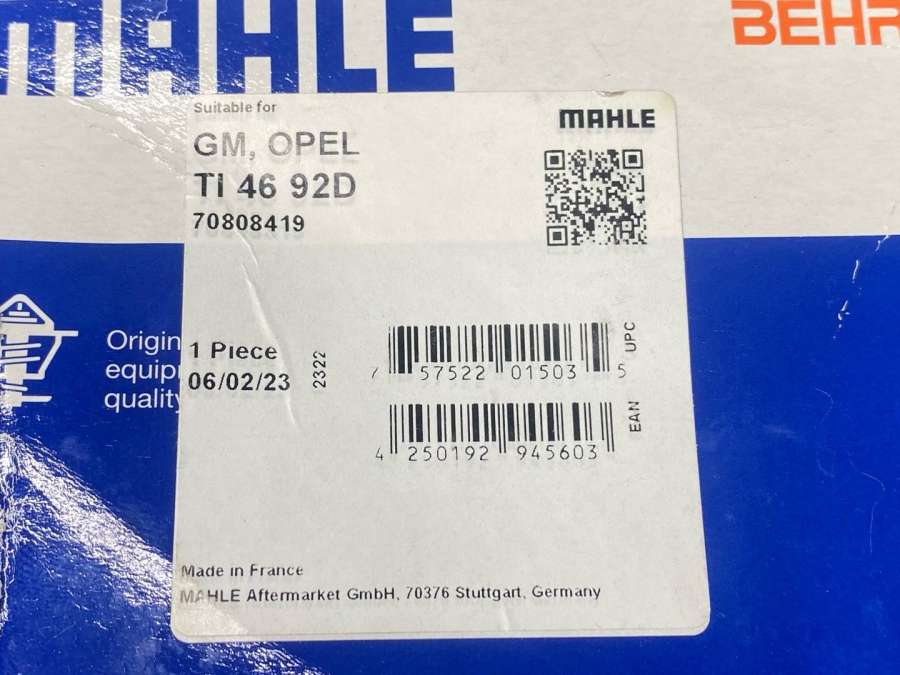 MAHLE
BEHR
Suitable for
MAHLE
GM, OPEL
TI 46 92D
70808419
Origin
equip
quality
1 Piece
06/02/23
2322
7 57522 01503 5
UPC
4 250192 945603
EAN
Made in France
MAHLE Aftermarket GmbH, 70376 Stuttgart, Germany